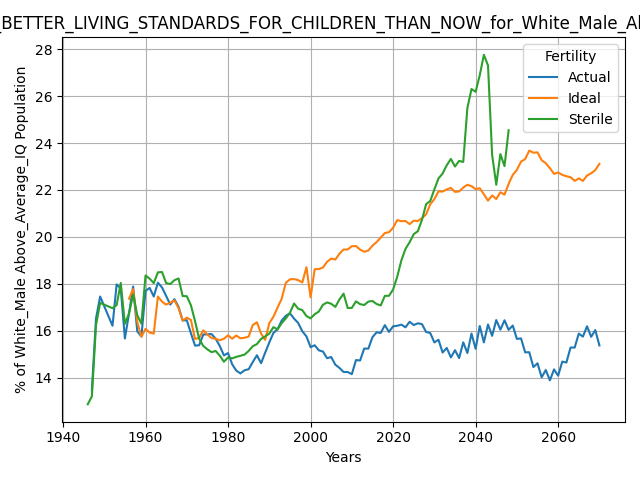 _BETTER_LIVING_STANDARDS_FOR_CHILDREN_THAN_NOW_for_White_Male_A
Fertility
Actual
Ideal
Sterile
% of White_Male Above_Average_IQ Population
28
26
24
22
20
18
16
14
1940 1960 1980 2000 2020 2040 2060
Years